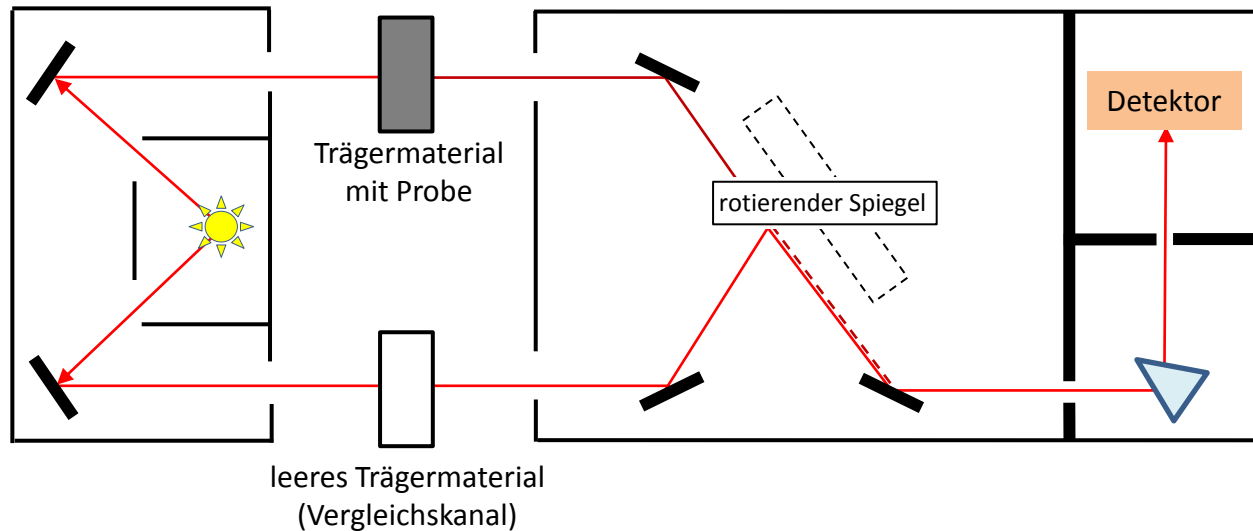 Detektor
Trägermaterial
mit Probe
rotierender Spiegel
leeres Trägermaterial
(Vergleichskanal)